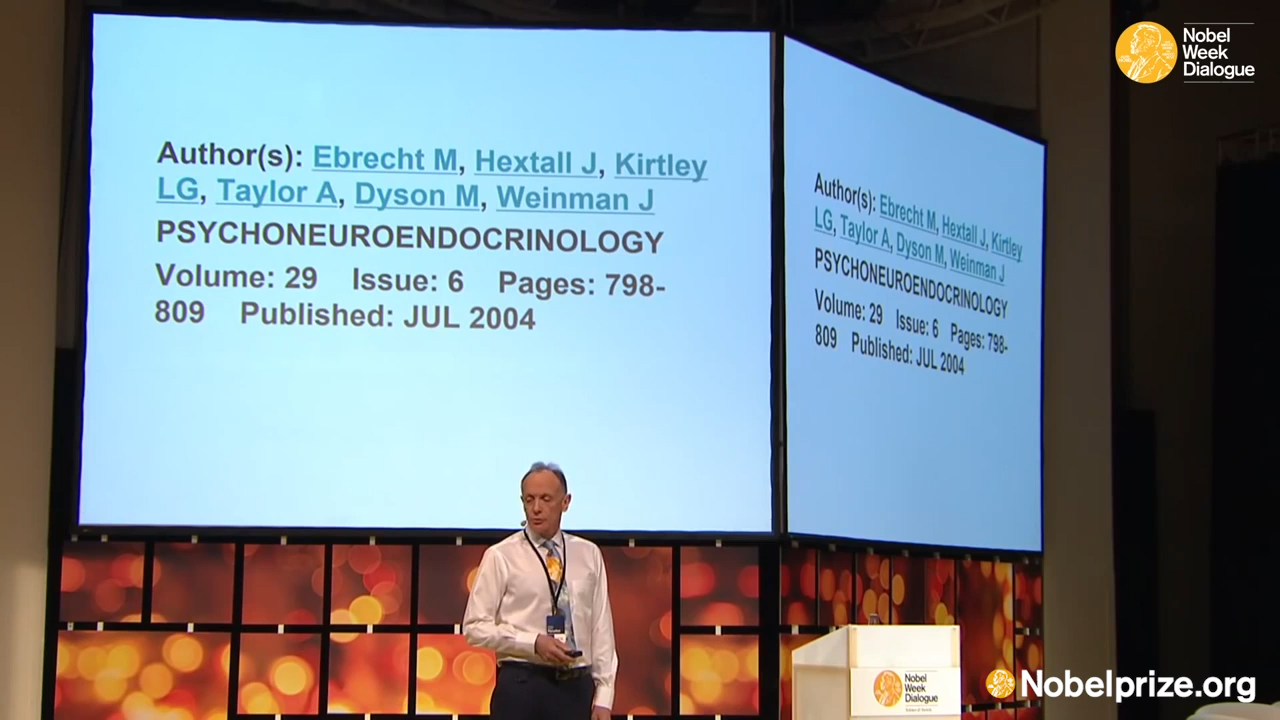 Author(s): Ebrecht M, Hextall J, Kirtley
LG, Taylor A, Dyson M, Weinman J
PSYCHONEUROENDOCRINOLOGY
Volume: 29 Issue: 6 Pages: 798-
809 Published: JUL 2004
Author(s): Ebrecht M, Hextall J, Kirtley
LG, Taylor A, Dyson M, Weinman J
PSYCHONEUROENDOCRINOLOGY
Volume: 29 Issue: 6 Pages: 798-
809 Published: JUL 2004
Nobel
Week
Dialogue
Nobel
Week
Dialogue
Nobelprize.org